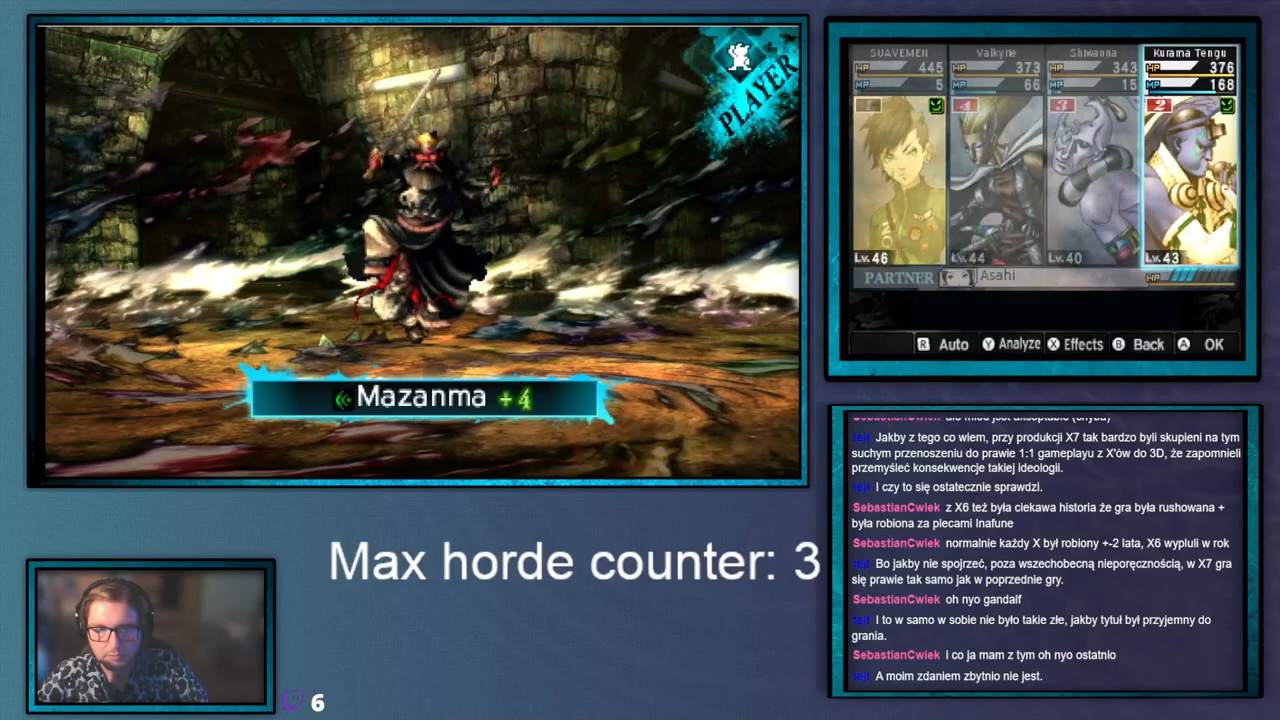 PLAYER
Mazanma +4
SUAVEMEN Valkyrie Shiwanna Kurama Tengu
HP 445 HP 373 HP 343 HP 376
MP 5 MP 66 MP 15 MP 168
4 3 2
Lv.46 Lv.44 Lv.40 Lv.43
PARTNER Asahi HP
R Auto Y Analyze X Effects B Back A OK
tejt Jakby z tego co wiem, przy produkcji X7 tak bardzo byli skupieni na tym
suchym przenoszeniu do prawie 1:1 gameplayu z X'ów do 3D, że zapomnieli
przemyśleć konsekwencje takiej ideologii.
tejt I czy to się ostatecznie sprawdzi.
SebastianCwiek z X6 też była ciekawa historia że gra była rushowana +
była robiona za plecami Inafune
SebastianCwiek normalnie każdy X był robiony +-2 lata, X6 wypluli w rok
tejt Bo jakby nie spojrzeć, poza wszechobecną nieporęcznością, w X7 gra
się prawie tak samo jak w poprzednie gry.
SebastianCwiek oh nyo gandalf
tejt I to w samo w sobie nie było takie złe, jakby tytuł był przyjemny do
grania.
SebastianCwiek i co ja mam z tym oh nyo ostatnio
tejt A moim zdaniem zbytnio nie jest.
Max horde counter: 3
6